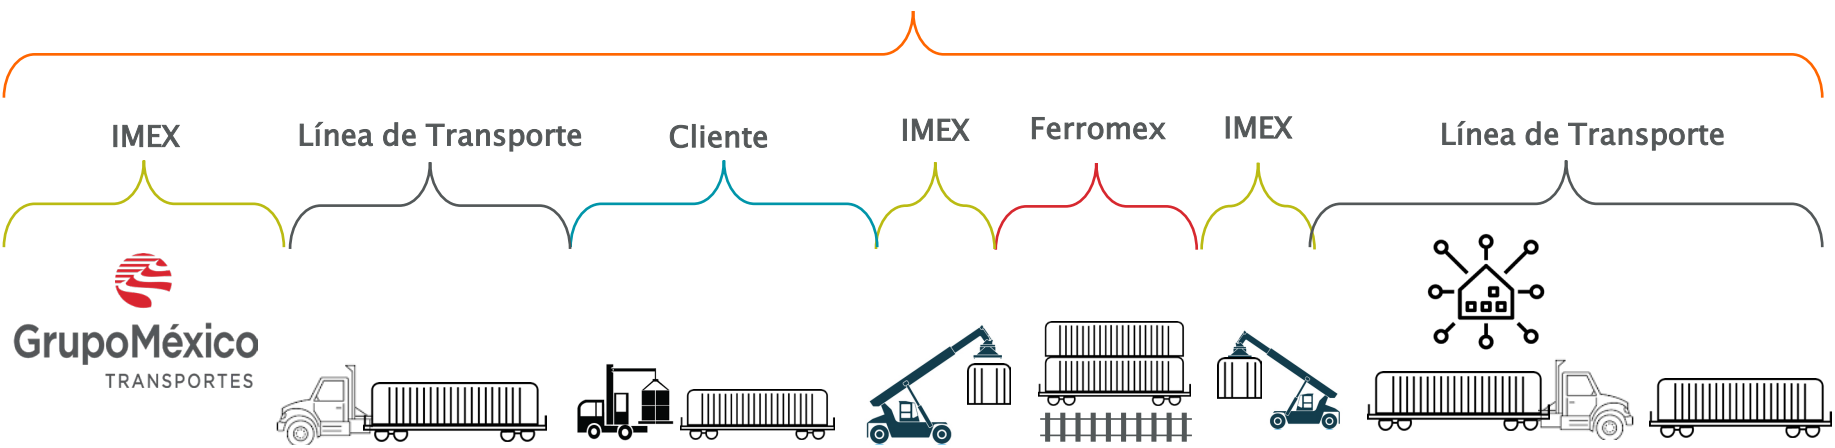 IMEX
Línea de Transporte
Cliente
IMEX
Ferromex
IMEX
Línea de Transporte
GrupoMéxico
TRANSPORTES